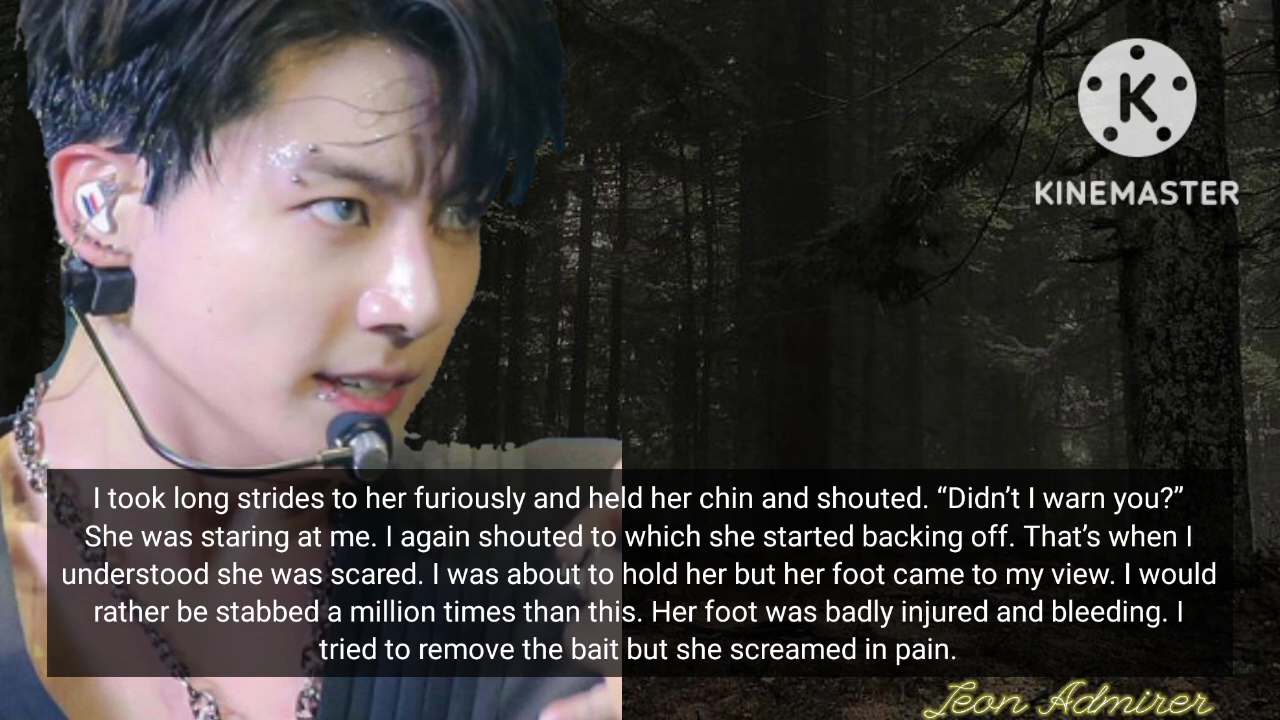 K
KINEMASTER
I took long strides to her furiously and held her chin and shouted. “Didn’t I warn you?”
She was staring at me. I again shouted to which she started backing off. That’s when I
understood she was scared. I was about to hold her but her foot came to my view. I would
rather be stabbed a million times than this. Her foot was badly injured and bleeding. I
tried to remove the bait but she screamed in pain.
Jeon Admirer